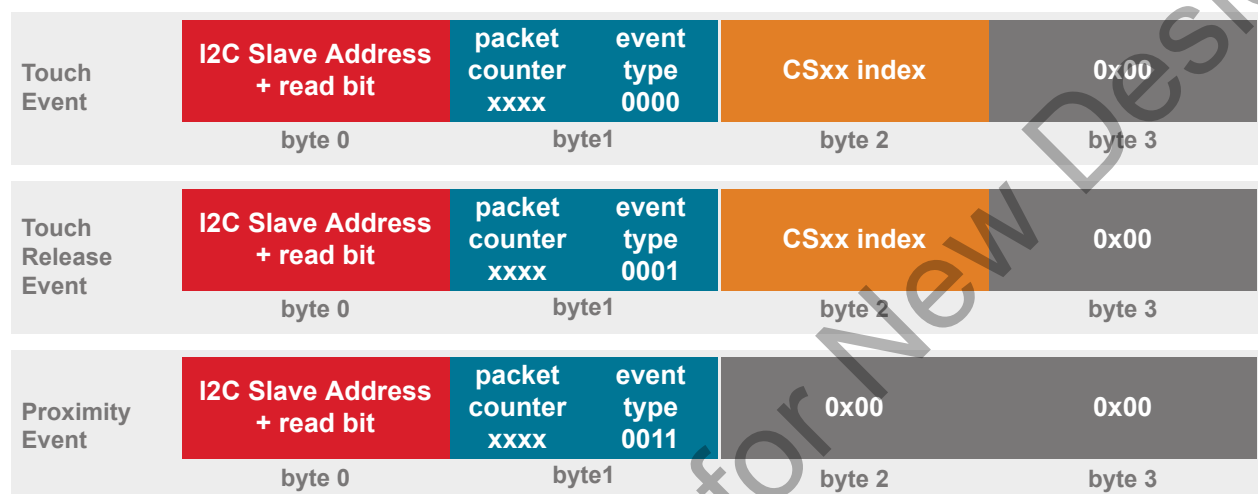 Touch
Event
I2C Slave Address
+ read bit
packet
counter
xxxx
event
type
0000
CSxx index
0x00
byte 0
byte1
byte 2
byte 3
Touch
Release
Event
I2C Slave Address
+ read bit
packet
counter
xxxx
event
type
0001
CSxx index
0x00
byte 0
byte1
byte 2
byte 3
Proximity
Event
I2C Slave Address
+ read bit
packet
counter
xxxx
event
type
0011
0x00
0x00
byte 0
byte1
byte 2
byte 3
for New